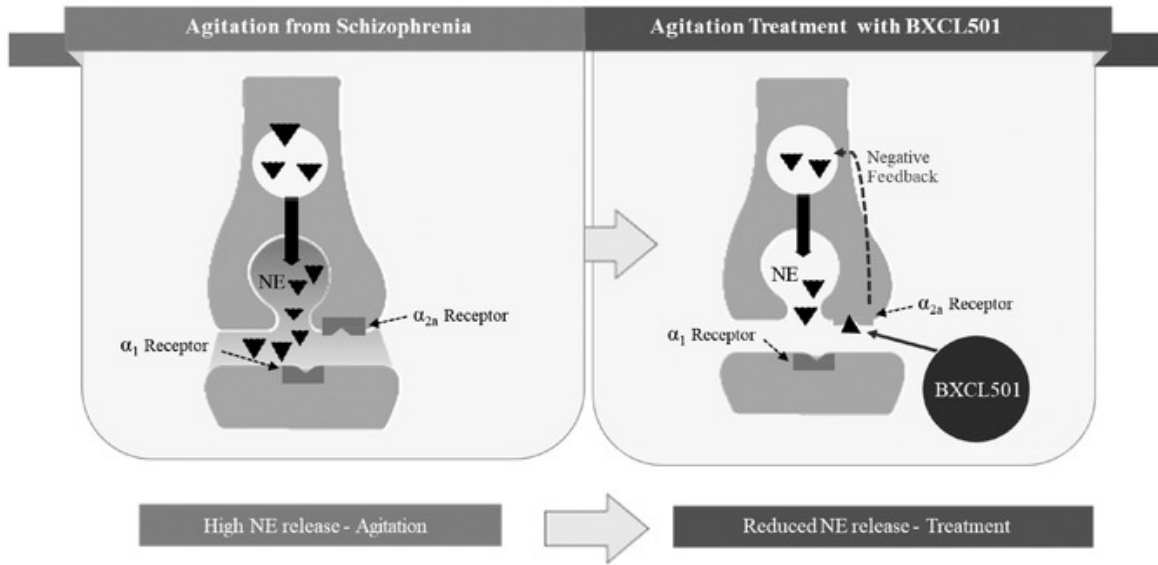 Agitation from Schizophrenia
Agitation Treatment with BXCL501
NE
α2a Receptor
α1 Receptor
Negative
Feedback
NE
α2a Receptor
α1 Receptor
BXCL501
High NE release - Agitation
Reduced NE release - Treatment